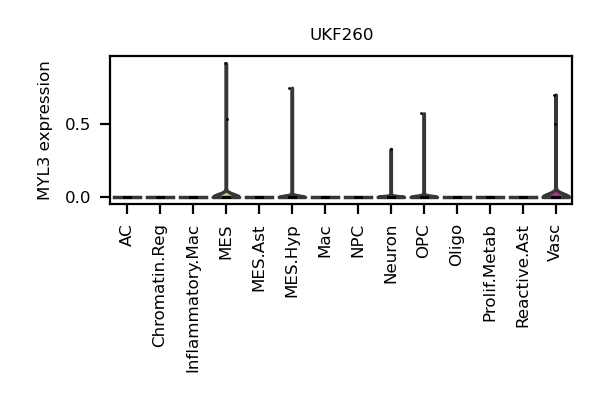 UKF260
MYL3 expression
0.5
0.0
AC
Chromatin.Reg
Inflammatory.Mac
MES
MES.Ast
MES.Hyp
Mac
NPC
Neuron
OPC
Oligo
Prolif.Metab
Reactive.Ast
Vasc